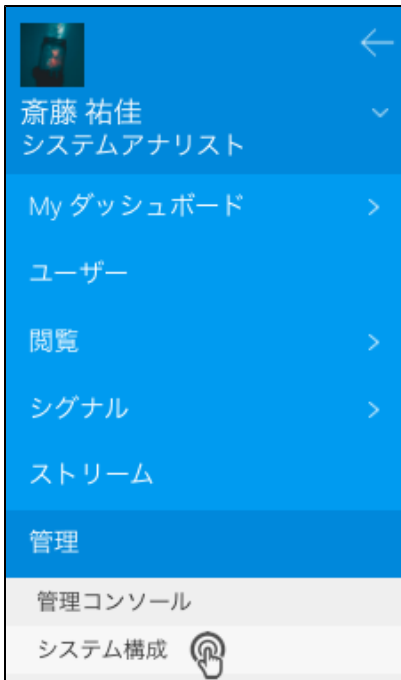 斎藤 祐佳
システムアナリスト
My ダッシュボード
ユーザー
閲覧
シグナル
ストリーム
管理
管理コンソール
システム構成